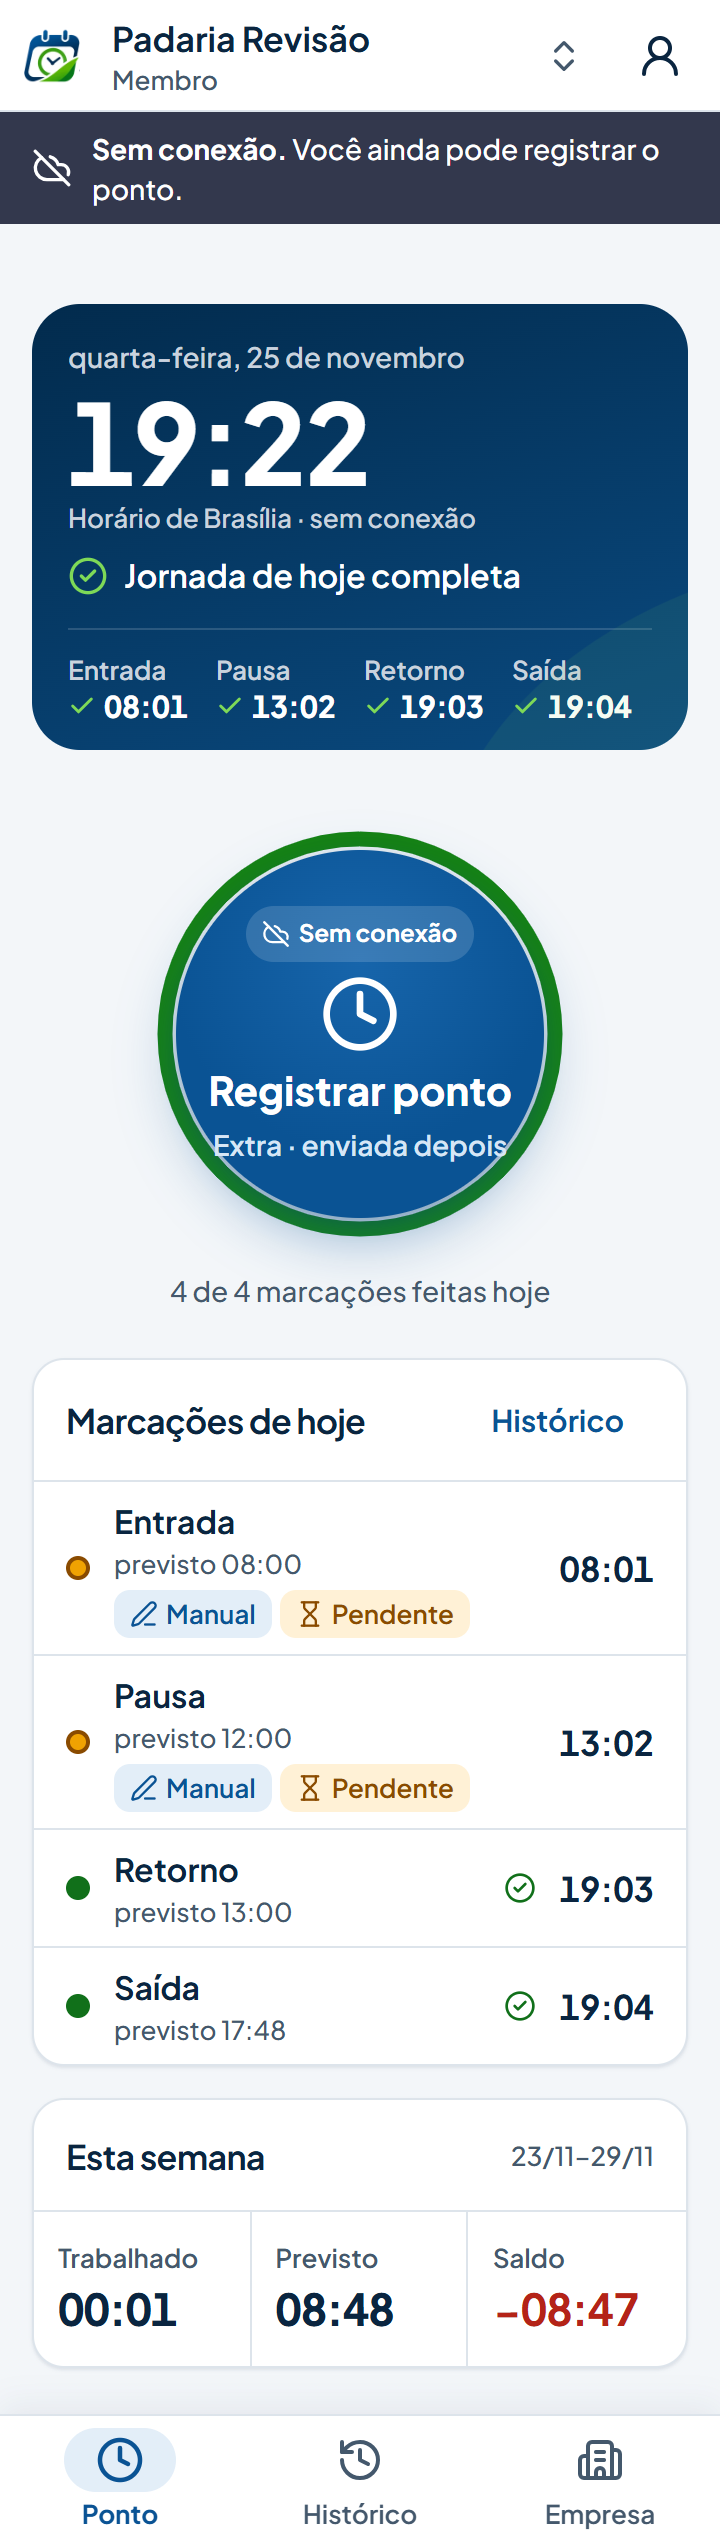 Padaria Revisão
Membro
Sem conexão. Você ainda pode registrar o
ponto.
quarta-feira, 25 de novembro
19:22
Horário de Brasília · sem conexão
Jornada de hoje completa
Entrada Pausa Retorno Saída
08:01 13:02 19:03 19:04
Sem conexão
Registrar ponto
Extra · enviada depois
4 de 4 marcações feitas hoje
Marcações de hoje Histórico
Entrada
previsto 08:00
08:01
Manual Pendente
Pausa
previsto 12:00
13:02
Manual Pendente
Retorno
previsto 13:00
19:03
Saída
previsto 17:48
19:04
Esta semana 23/11–29/11
Trabalhado Previsto Saldo
00:01 08:48 −08:47
Ponto Histórico Empresa